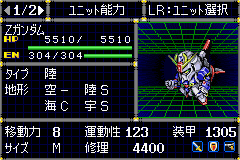 ◀1/2▶ ユニット能力 LR:ユニット選択
Ζガンダム
HP 5510/ 5510
EN 304/304
タイプ 陸
地形 空－ 陸S
海C 宇S
移動力 8 運動性 123 装甲 1305
サイズ M 修理 4400